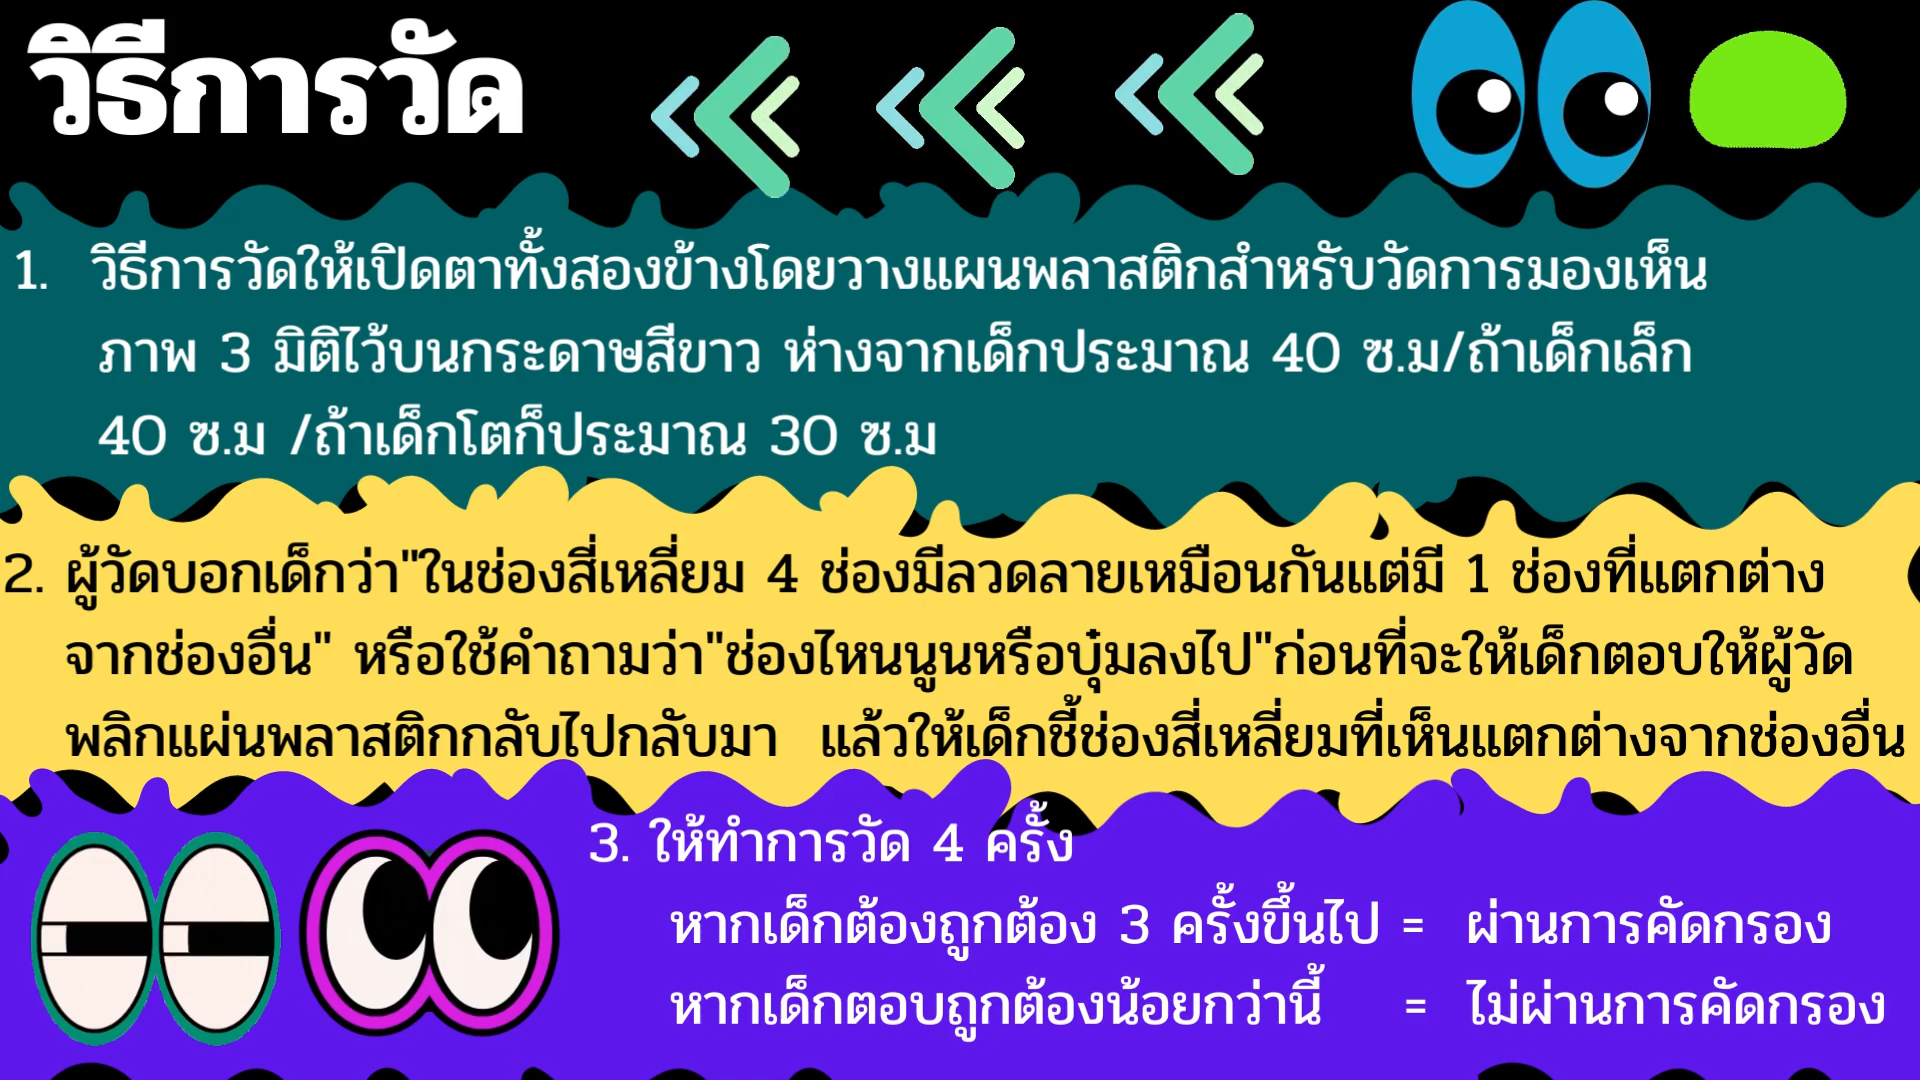 วิธีการวัด
1. วิธีการวัดให้เปิดตาทั้งสองข้างโดยวางแผนพลาสติกสำหรับวัดการมองเห็น
ภาพ 3 มิติไว้บนกระดาษสีขาว ห่างจากเด็กประมาณ 40 ซ.ม/ถ้าเด็กเล็ก
40 ซ.ม /ถ้าเด็กโตก็ประมาณ 30 ซ.ม
2. ผู้วัดบอกเด็กว่า"ในช่องสี่เหลี่ยม 4 ช่องมีลวดลายเหมือนกันแต่มี 1 ช่องที่แตกต่าง
จากช่องอื่น" หรือใช้คำถามว่า"ช่องไหนนูนหรือบุ๋มลงไป"ก่อนที่จะให้เด็กตอบให้ผู้วัด
พลิกแผ่นพลาสติกกลับไปกลับมา แล้วให้เด็กชี้ช่องสี่เหลี่ยมที่เห็นแตกต่างจากช่องอื่น
3. ให้ทำการวัด 4 ครั้ง
หากเด็กต้องถูกต้อง 3 ครั้งขึ้นไป = ผ่านการคัดกรอง
หากเด็กตอบถูกต้องน้อยกว่านี้ = ไม่ผ่านการคัดกรอง